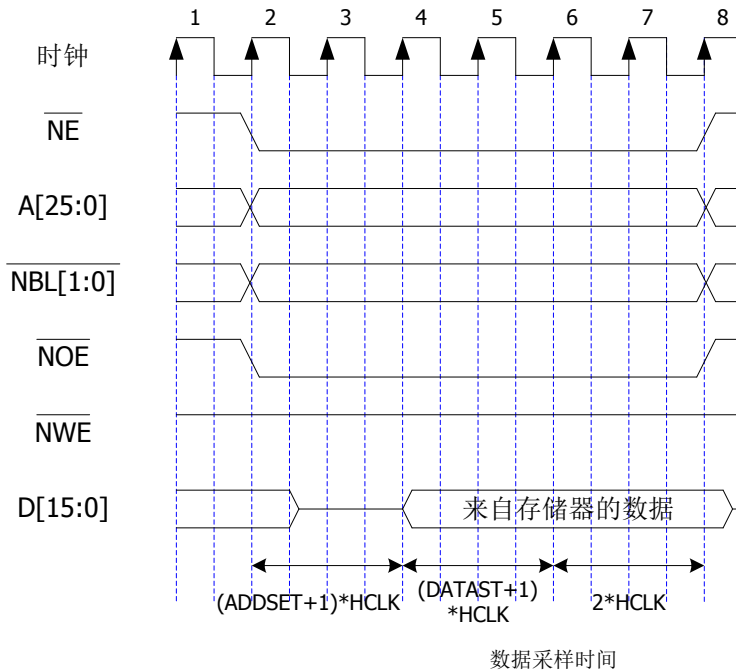 1 2 3 4 5 6 7 8
时钟
NE
A[25:0]
NBL[1:0]
NOE
NWE
D[15:0]
来自存储器的数据
(ADDSET+1)*HCLK
(DATAST+1)
*HCLK
2*HCLK
数据采样时间